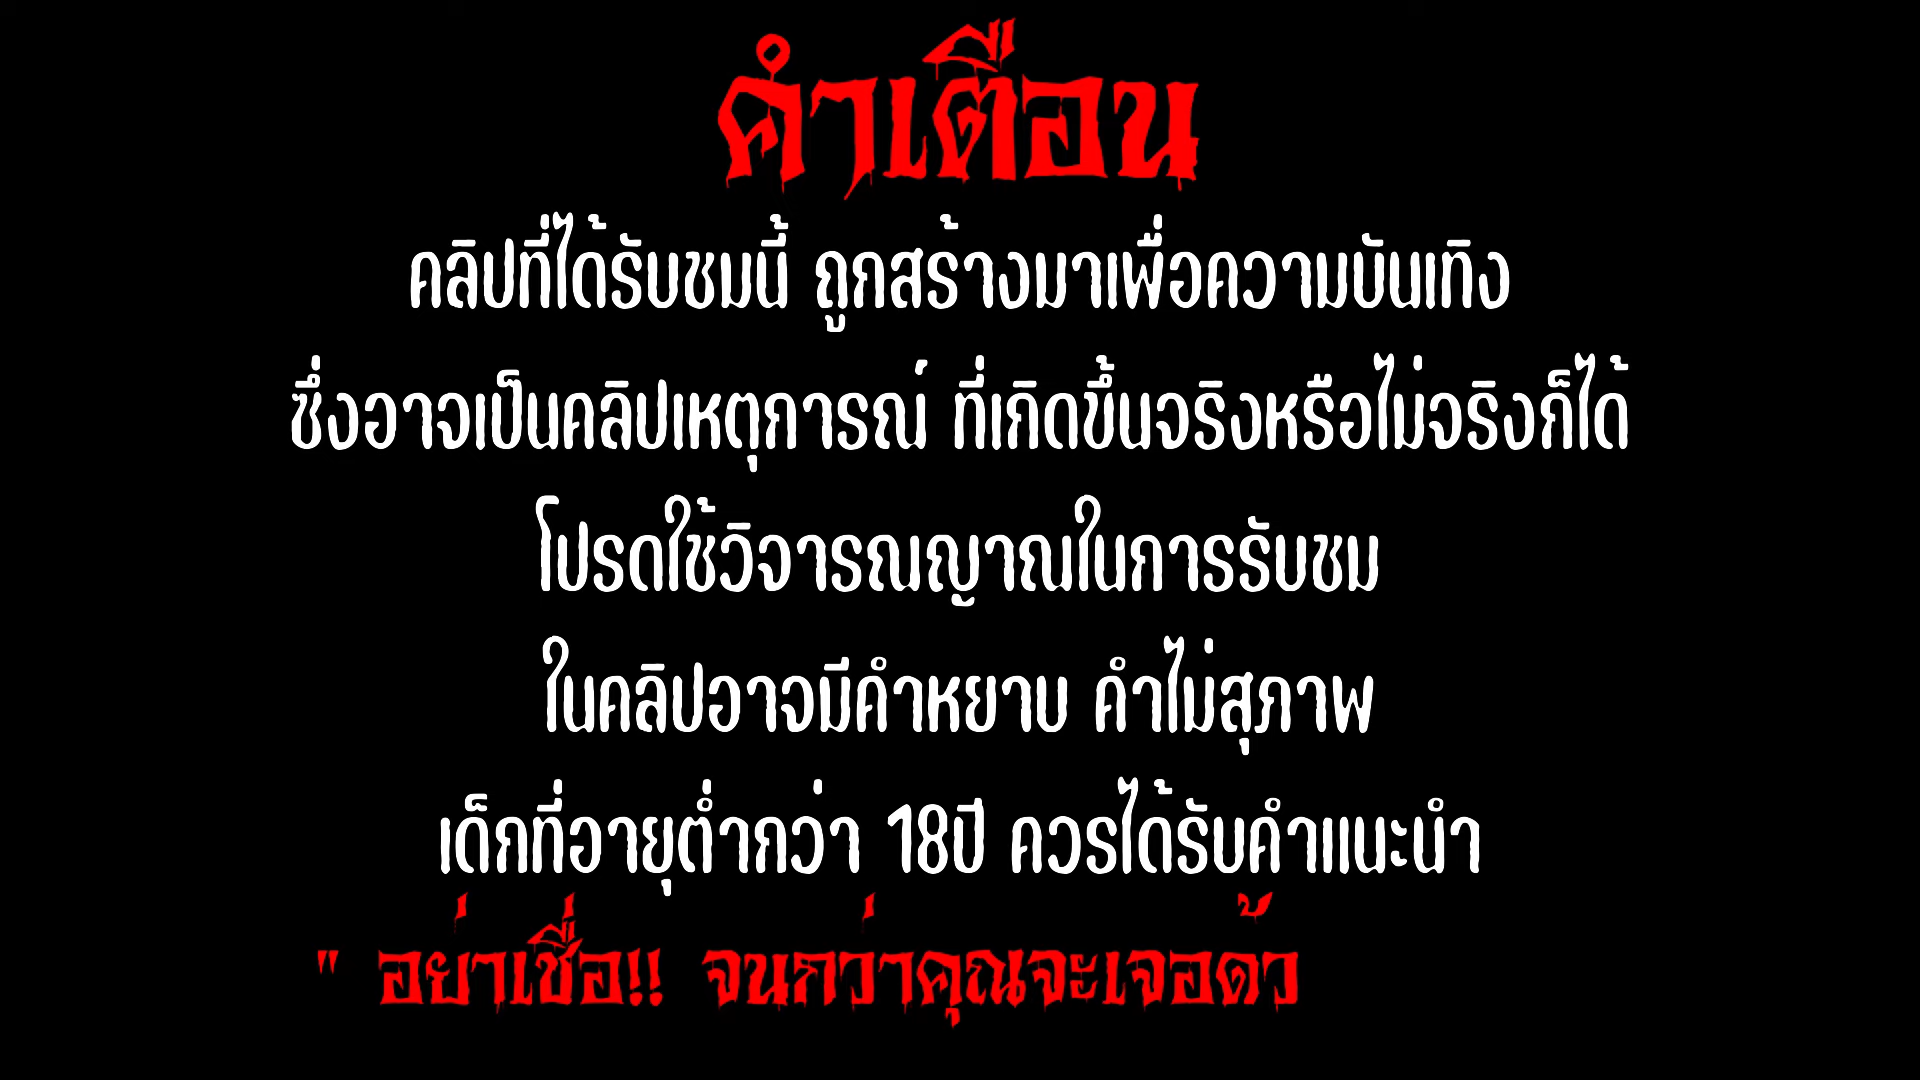 คำเตือน
คลิปที่ได้รับชมนี้ ถูกสร้างมาเพื่อความบันเทิง
ซึ่งอาจเป็นคลิปเหตุการณ์ ที่เกิดขึ้นจริงหรือไม่จริงก็ได้
โปรดใช้วิจารณญาณในการรับชม
ในคลิปอาจมีคำหยาบ คำไม่สุภาพ
เด็กที่อายุต่ำกว่า 18ปี ควรได้รับคำแนะนำ
" อย่าเชื่อ!! จนกว่าคุณจะเจอด้ว